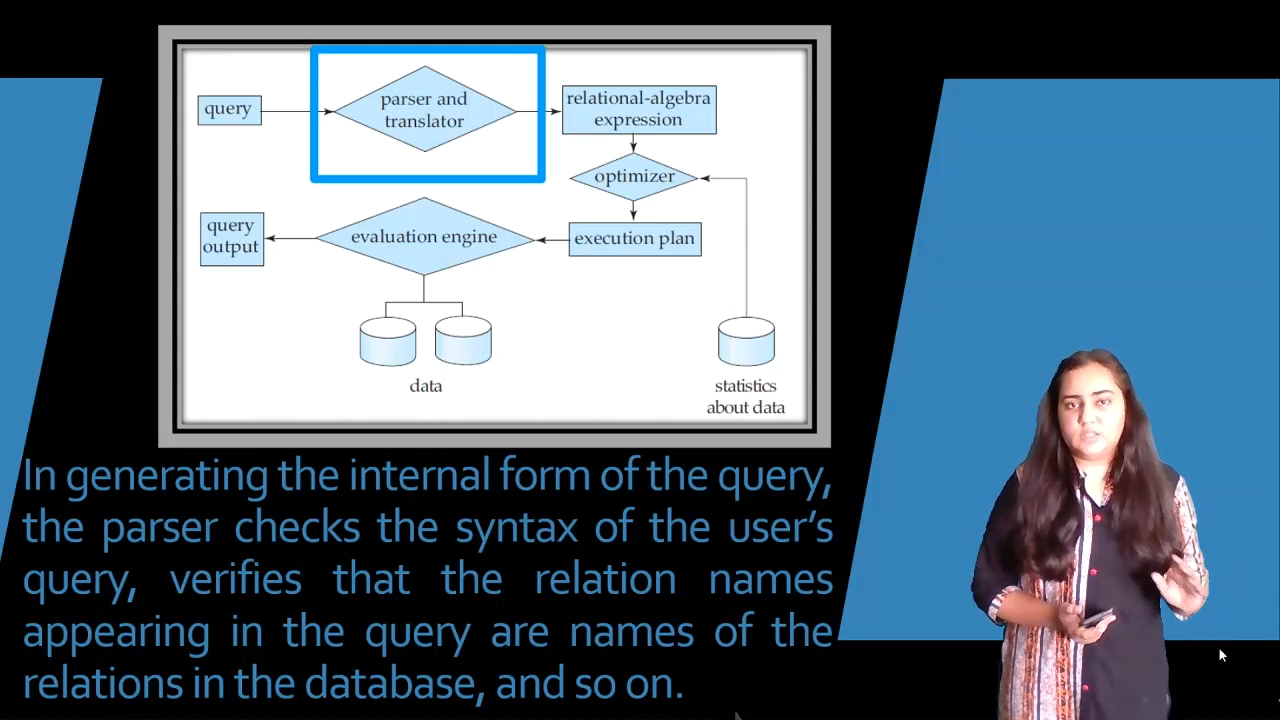 query
parser and
translator
relational-algebra
expression
optimizer
query
output
evaluation engine
execution plan
data
statistics
about data
In generating the internal form of the query,
the parser checks the syntax of the user’s
query, verifies that the relation names
appearing in the query are names of the
relations in the database, and so on.